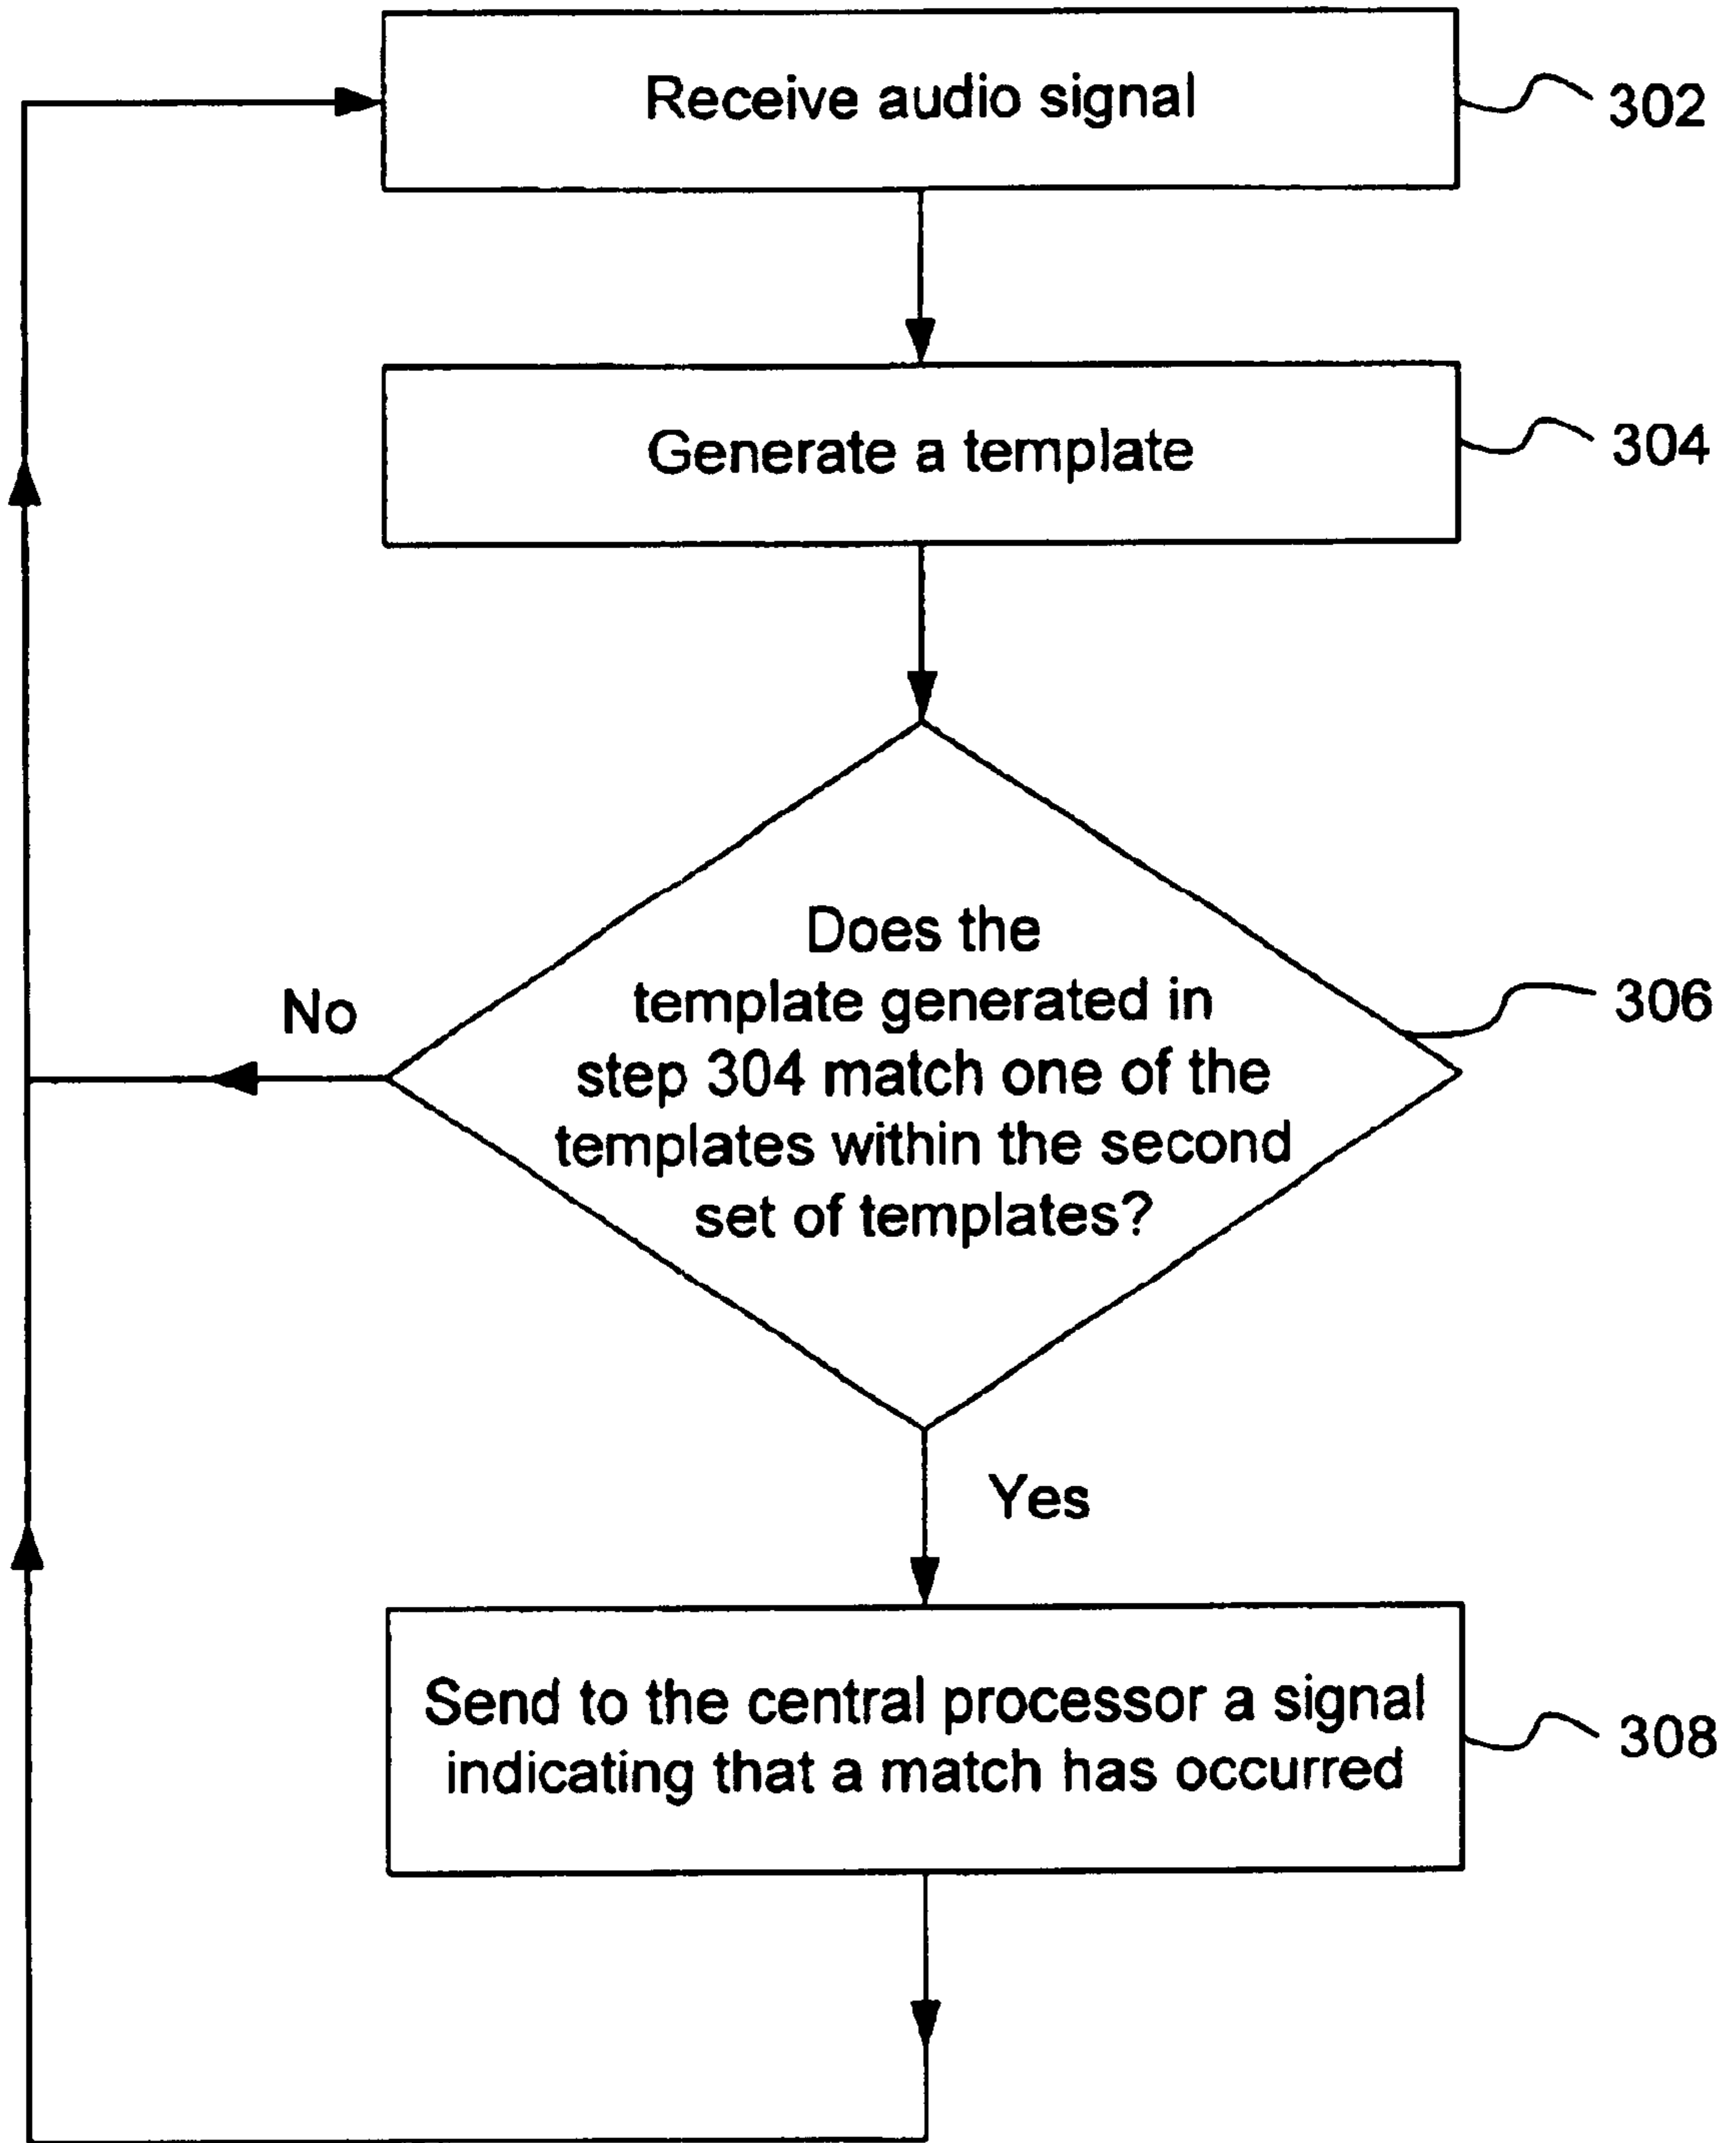 Receive audio signal
302
Generate a template
304
Does the
template generated in
step 304 match one of the
templates within the second
set of templates?
306
No
Yes
Send to the central processor a signal
indicating that a match has occurred
308